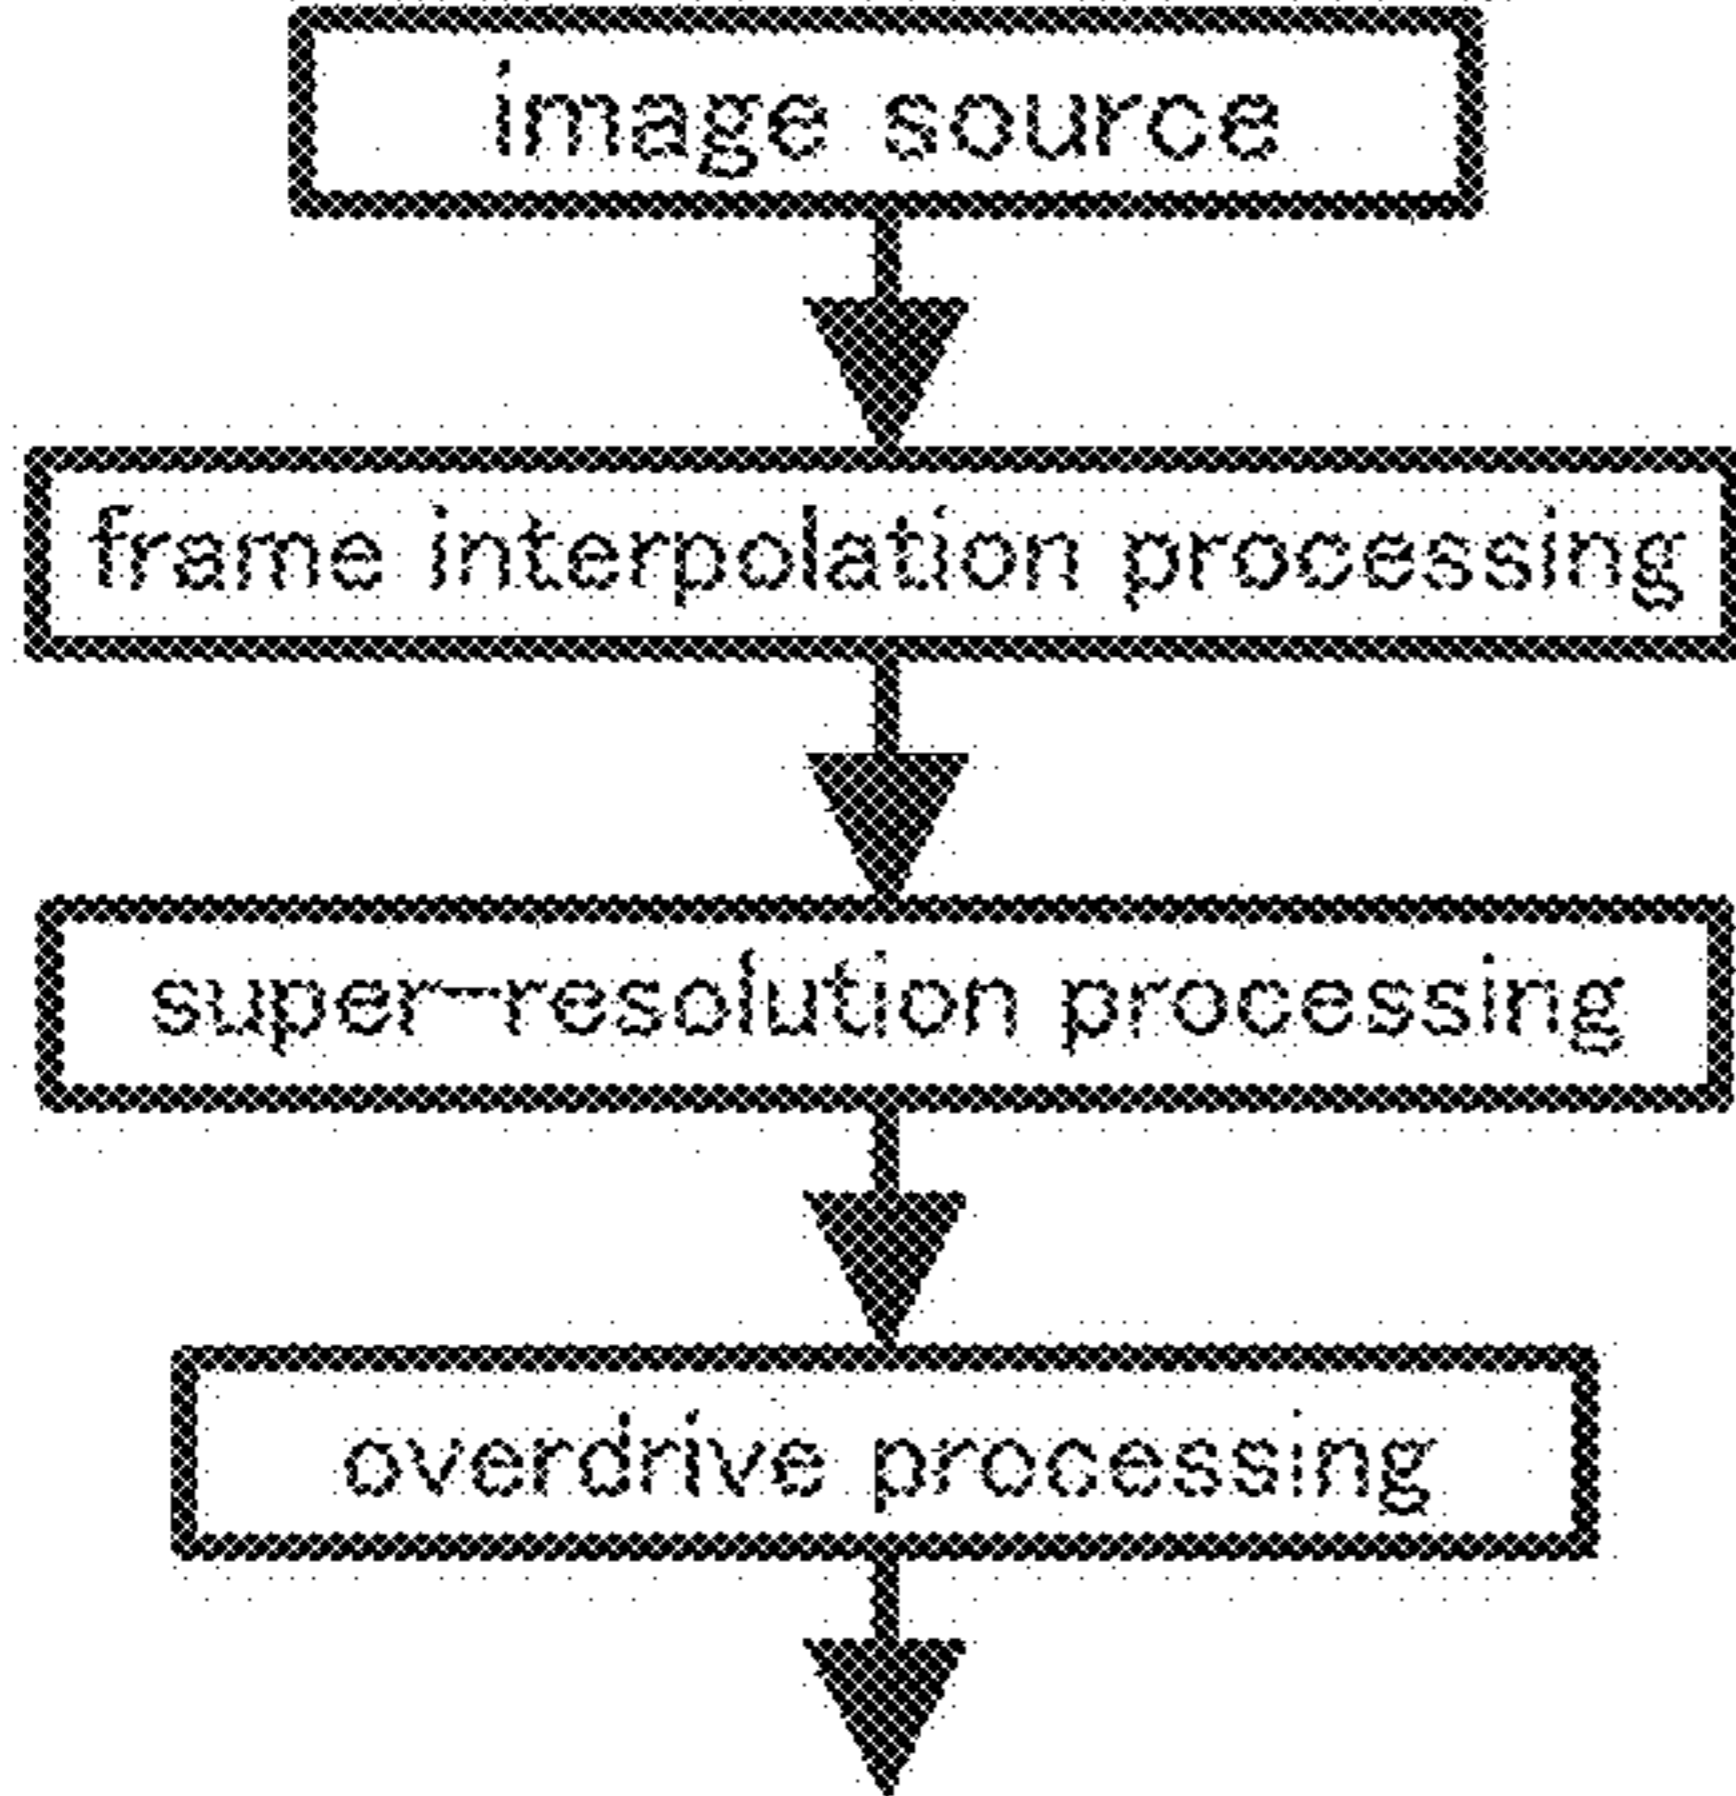 image source
frame interpolation processing
super-resolution processing
overdrive processing